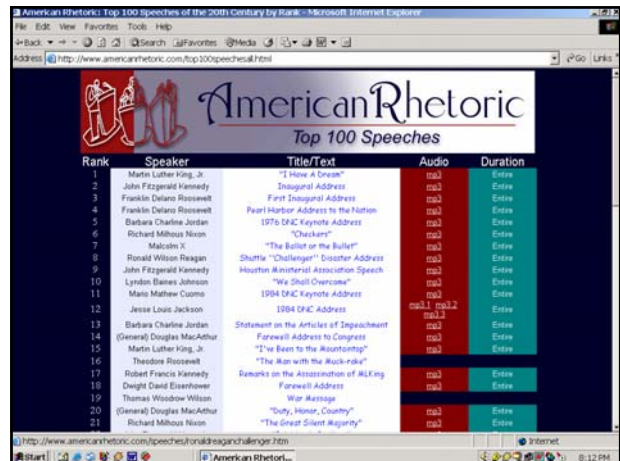 American Rhetoric: Top 100 Speeches of the 20th Century by Rank - Microsoft Internet Explorer
File Edit View Favorites Tools Help
Back Search Favorites Media
Address http://www.americanrhetoric.com/top100speechesall.html Go Links
AmericanRhetoric
Top 100 Speeches
Rank Speaker Title/Text Audio Duration
1 Martin Luther King, Jr. "I Have A Dream" mp3 Entire
2 John Fitzgerald Kennedy Inaugural Address mp3 Entire
3 Franklin Delano Roosevelt First Inaugural Address mp3 Entire
4 Franklin Delano Roosevelt Pearl Harbor Address to the Nation mp3 Entire
5 Barbara Charline Jordan 1976 DNC Keynote Address mp3 Entire
6 Richard Milhous Nixon "Checkers" mp3 Entire
7 Malcolm X "The Ballot or the Bullet" mp3 Entire
8 Ronald Wilson Reagan Shuttle ''Challenger'' Disaster Address mp3 Entire
9 John Fitzgerald Kennedy Houston Ministerial Association Speech mp3 Entire
10 Lyndon Baines Johnson "We Shall Overcome" mp3 Entire
11 Mario Mathew Cuomo 1984 DNC Keynote Address mp3 Entire
12 Jesse Louis Jackson 1984 DNC Address mp3.1 mp3.2 mp3.3 Entire
13 Barbara Charline Jordan Statement on the Articles of Impeachment mp3 Entire
14 (General) Douglas MacArthur Farewell Address to Congress mp3 Entire
15 Martin Luther King, Jr. "I've Been to the Mountaintop" mp3 Entire
16 Theodore Roosevelt "The Man with the Muck-rake"
17 Robert Francis Kennedy Remarks on the Assassination of MLKing mp3 Entire
18 Dwight David Eisenhower Farewell Address mp3 Entire
19 Thomas Woodrow Wilson War Message
20 (General) Douglas MacArthur "Duty, Honor, Country" mp3 Entire
21 Richard Milhous Nixon "The Great Silent Majority" mp3 Entire
http://www.americanrhetoric.com/speeches/ronaldreaganchallenger.htm Internet
Start American Rhetori... 8:12 PM